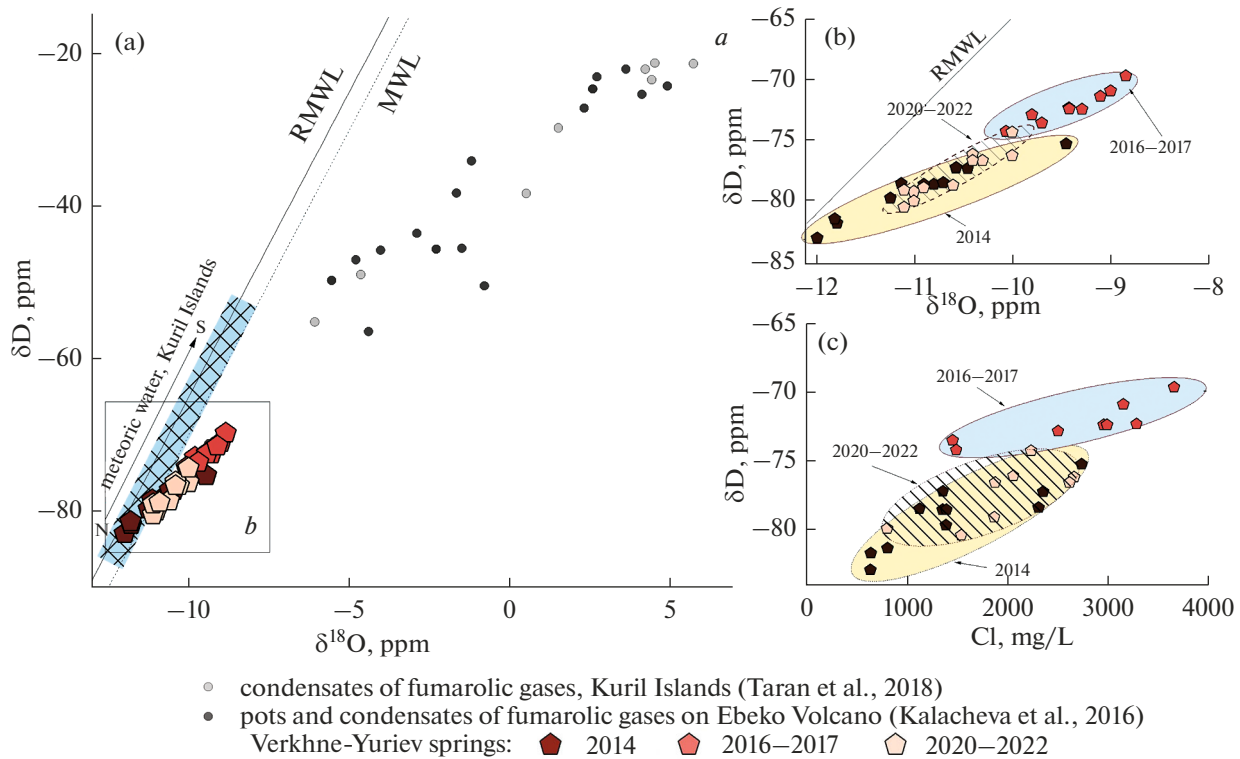 (a)
a
RMWL
MWL
meteoric water, Kuril Islands
N
S
b
−20
−40
−60
−80
δD, ppm
−10
−5
0
5
δ¹⁸O, ppm
(b)
RMWL
2020−2022
2016−2017
2014
−65
−70
−75
−80
−85
δD, ppm
−12
−11
−10
−9
−8
δ¹⁸O, ppm
(c)
2016−2017
2020−2022
2014
−65
−70
−75
−80
δD, ppm
0
1000
2000
3000
4000
Cl, mg/L
condensates of fumarolic gases, Kuril Islands (Taran et al., 2018)
pots and condensates of fumarolic gases on Ebeko Volcano (Kalacheva et al., 2016)
Verkhne-Yuriev springs: 2014 2016−2017 2020−2022